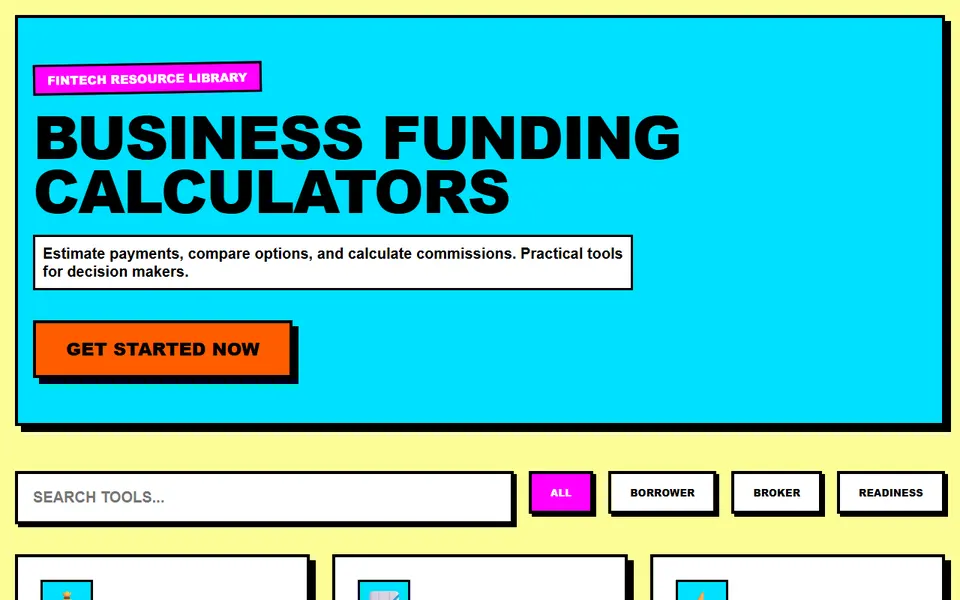 FINTECH RESOURCE LIBRARY
BUSINESS FUNDING
CALCULATORS
Estimate payments, compare options, and calculate commissions. Practical tools
for decision makers.
GET STARTED NOW
SEARCH TOOLS...
ALL
BORROWER
BROKER
READINESS